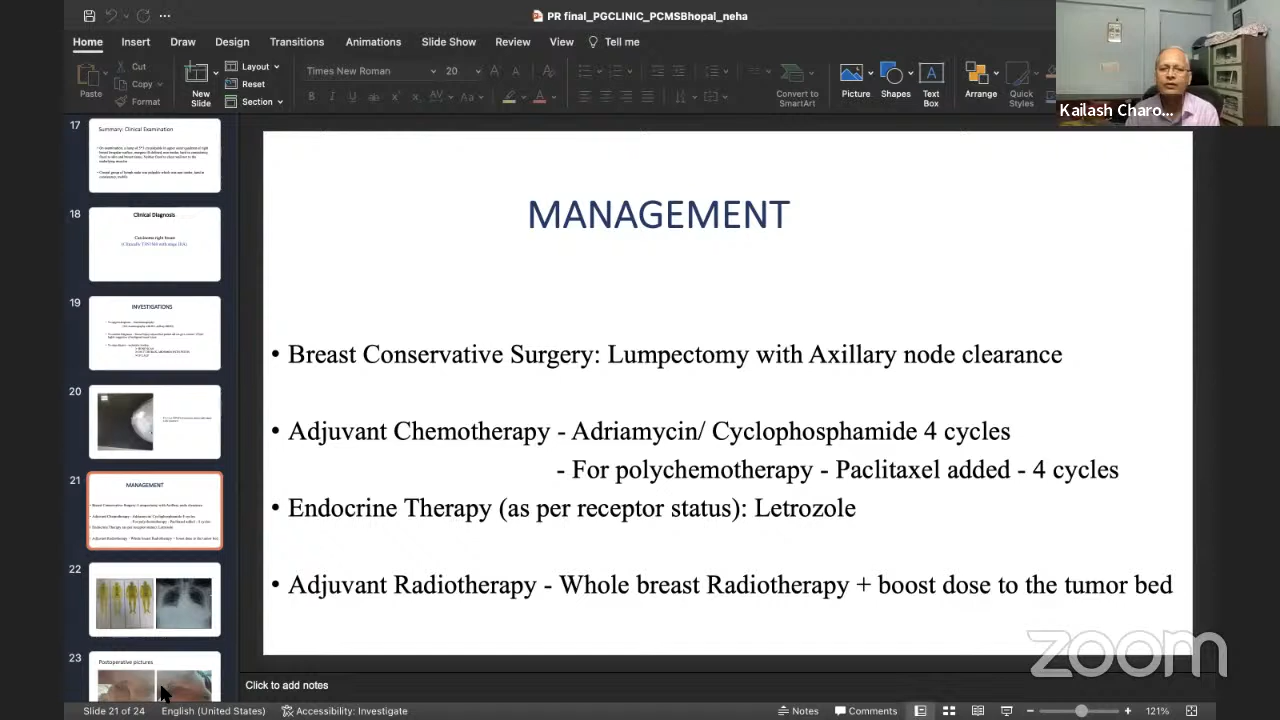 PR final_PGCLINIC_PCMSBhopal_neha
Home Insert Draw Design Transitions Animations Slide Show Review View Tell me
Paste
Cut
Copy
Format
New Slide
Layout
Reset
Section
Times New Roman 20
Convert to SmartArt
Picture
Shapes
Text Box
Arrange
Quick Styles
Kailash Charo...
17
Summary: Clinical Examination
18
Clinical Diagnosis
Carcinoma right breast
19
INVESTIGATIONS
20
21
MANAGEMENT
22
23
Postoperative pictures
MANAGEMENT
• Breast Conservative Surgery: Lumpectomy with Axillary node clearance
• Adjuvant Chemotherapy - Adriamycin/ Cyclophosphamide 4 cycles
- For polychemotherapy - Paclitaxel added - 4 cycles
• Endocrine Therapy (as per receptor status): Letrozole
• Adjuvant Radiotherapy - Whole breast Radiotherapy + boost dose to the tumor bed
zoom
Click to add notes
Slide 21 of 24 English (United States) Accessibility: Investigate Notes Comments 121%